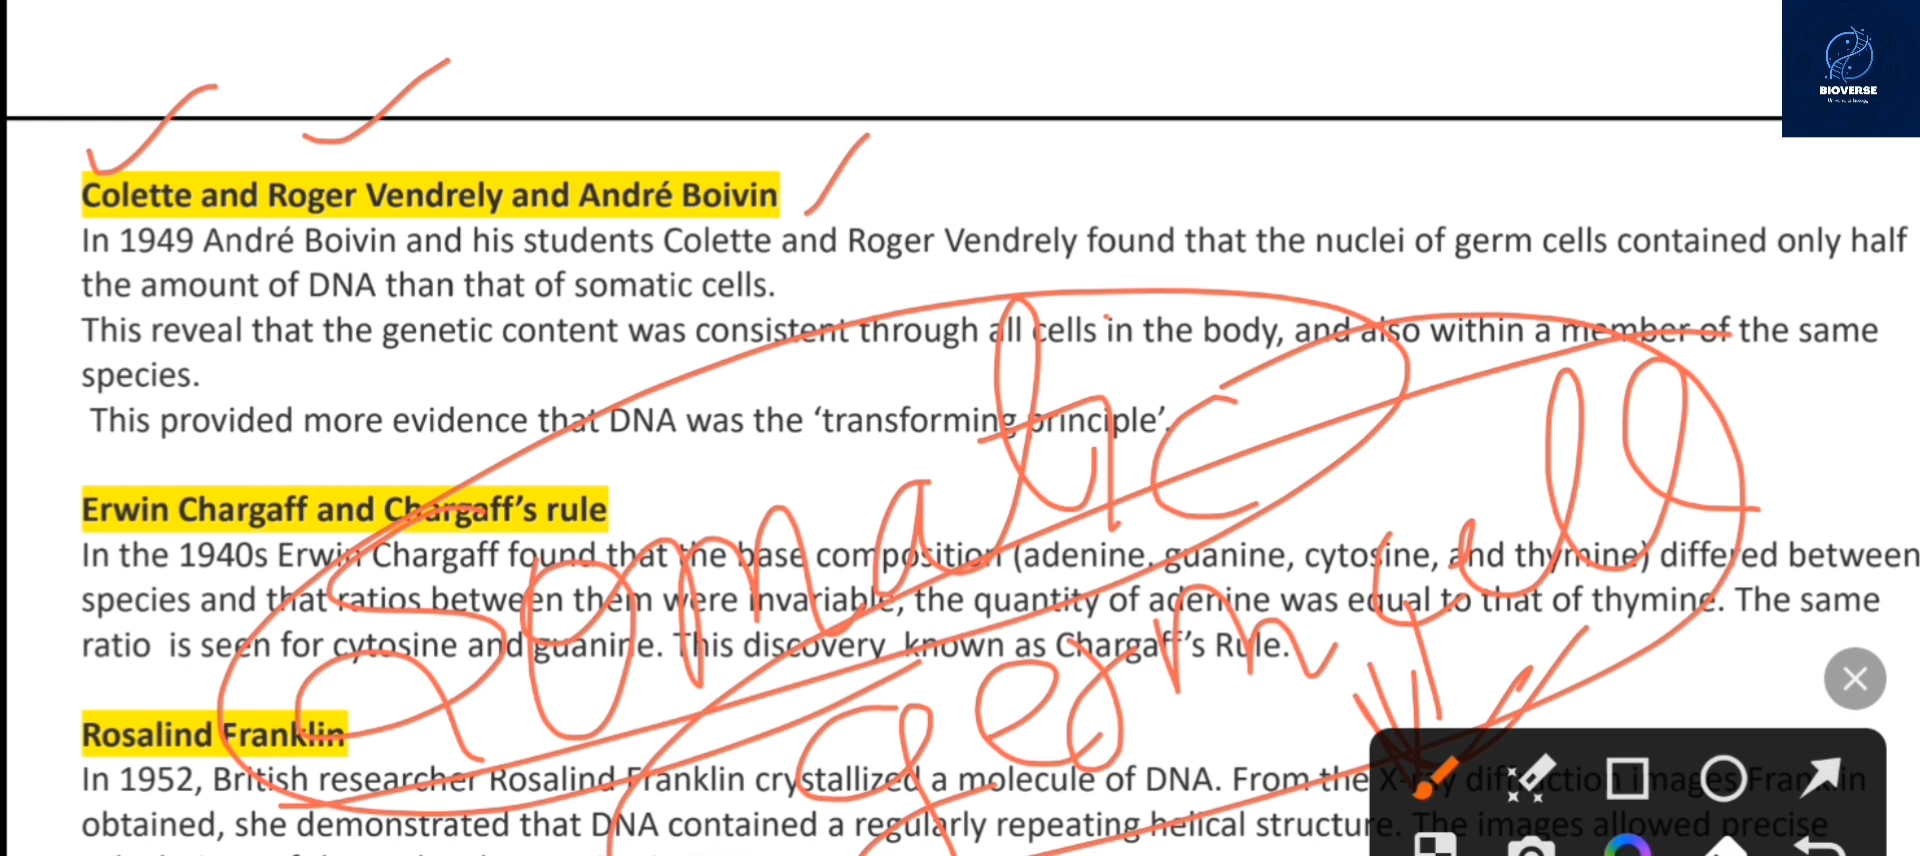 BIOVERSE
Colette and Roger Vendrely and André Boivin
In 1949 André Boivin and his students Colette and Roger Vendrely found that the nuclei of germ cells contained only half
the amount of DNA than that of somatic cells.
This reveal that the genetic content was consistent through all cells in the body, and also within a member of the same
species.
This provided more evidence that DNA was the ‘transforming principle’.
Erwin Chargaff and Chargaff’s rule
In the 1940s Erwin Chargaff found that the base composition (adenine, guanine, cytosine, and thymine) differed between
species and that ratios between them were invariable, the quantity of adenine was equal to that of thymine. The same
ratio is seen for cytosine and guanine. This discovery known as Chargaff’s Rule.
somatic
germ cell
Rosalind Franklin
In 1952, British researcher Rosalind Franklin crystallized a molecule of DNA. From the X-ray diffraction images Franklin
obtained, she demonstrated that DNA contained a regularly repeating helical structure. The images allowed precise